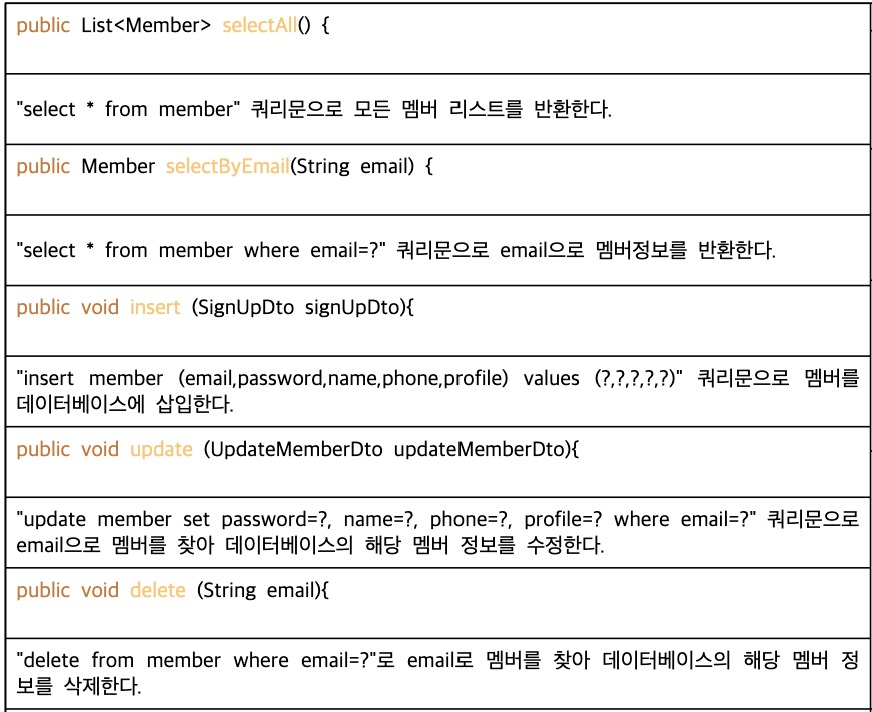 public List<Member> selectAll() {
"select * from member" 쿼리문으로 모든 멤버 리스트를 반환한다.
public Member selectByEmail(String email) {
"select * from member where email=?" 쿼리문으로 email으로 멤버정보를 반환한다.
public void insert (SignUpDto signUpDto){
"insert member (email,password,name,phone,profile) values (?,?,?,?,?)" 쿼리문으로 멤버를
데이터베이스에 삽입한다.
public void update (UpdateMemberDto updateMemberDto){
"update member set password=?, name=?, phone=?, profile=? where email=?" 쿼리문으로
email으로 멤버를 찾아 데이터베이스의 해당 멤버 정보를 수정한다.
public void delete (String email){
"delete from member where email=?"로 email로 멤버를 찾아 데이터베이스의 해당 멤버 정
보를 삭제한다.